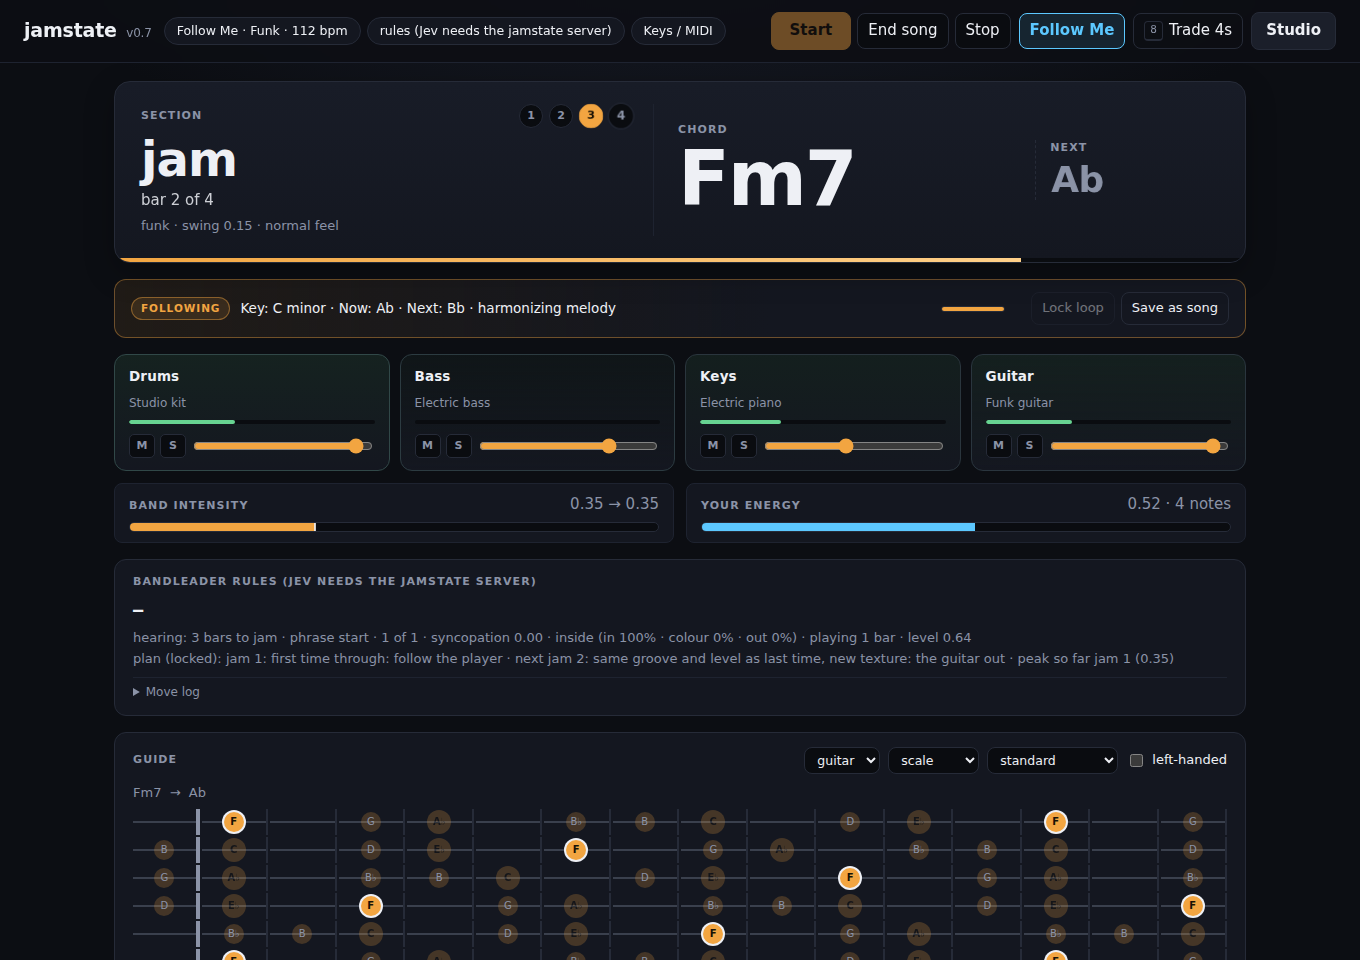 jamstate v0.7 Follow Me · Funk · 112 bpm rules (Jev needs the jamstate server) Keys / MIDI Start End song Stop Follow Me 8 Trade 4s Studio
SECTION 1 2 3 4
jam
bar 2 of 4
funk · swing 0.15 · normal feel
CHORD
Fm7
NEXT
Ab
FOLLOWING Key: C minor · Now: Ab · Next: Bb · harmonizing melody Lock loop Save as song
Drums
Studio kit
M S
Bass
Electric bass
M S
Keys
Electric piano
M S
Guitar
Funk guitar
M S
BAND INTENSITY 0.35 → 0.35
YOUR ENERGY 0.52 · 4 notes
BANDLEADER RULES (JEV NEEDS THE JAMSTATE SERVER)
—
hearing: 3 bars to jam · phrase start · 1 of 1 · syncopation 0.00 · inside (in 100% · colour 0% · out 0%) · playing 1 bar · level 0.64
plan (locked): jam 1: first time through: follow the player · next jam 2: same groove and level as last time, new texture: the guitar out · peak so far jam 1 (0.35)
Move log
GUIDE guitar scale standard left-handed
Fm7 → Ab
F G A♭ B♭ B C D E♭ F G
B C D E♭ F G A♭ B♭ B C D
G A♭ B♭ B C D E♭ F G A♭ B♭
D E♭ F G A♭ B♭ B C D E♭ F
B♭ B C D E♭ F G A♭ B♭ B C